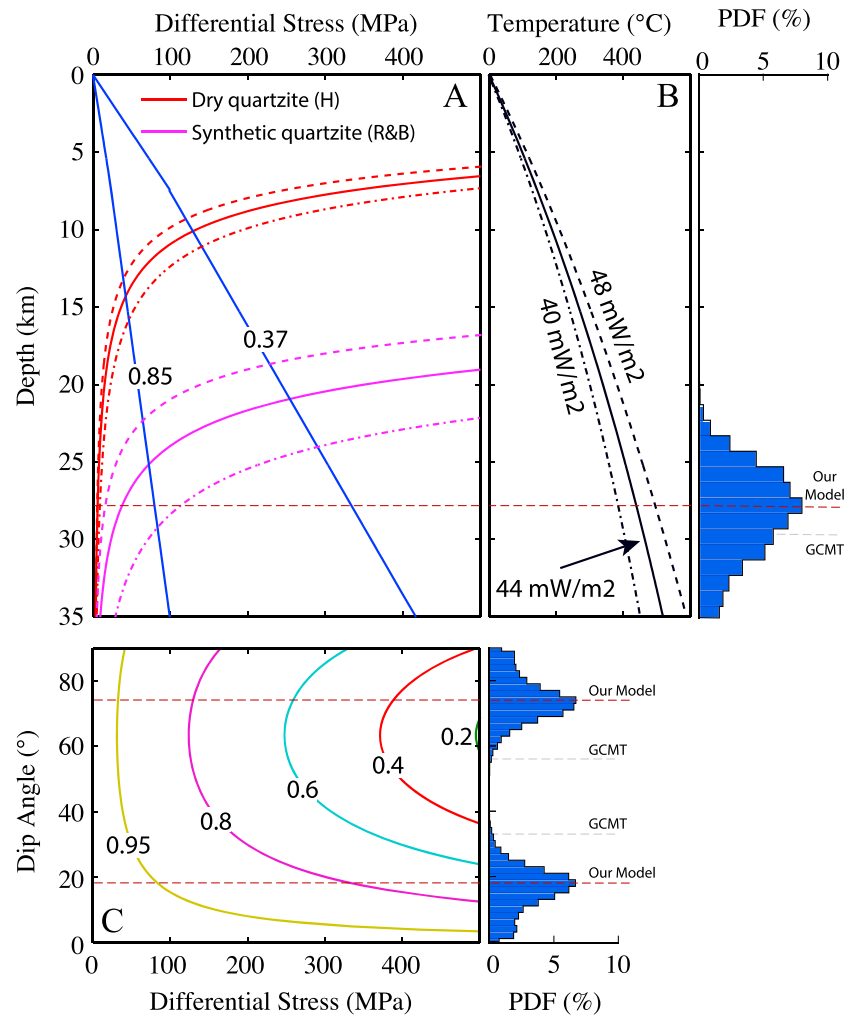 Differential Stress (MPa)
Temperature (°C)
PDF (%)
0 100 200 300 400
0 200 400
0 5 10
A
B
Dry quartzite (H)
Synthetic quartzite (R&B)
0
5
10
15
20
25
30
35
Depth (km)
0.37
0.85
48 mW/m2
40 mW/m2
44 mW/m2
Our
Model
GCMT
80
60
40
20
0
Dip Angle (°)
0.2
0.4
0.6
0.8
0.95
C
Our Model
GCMT
GCMT
Our Model
0 100 200 300 400
0 5 10
Differential Stress (MPa)
PDF (%)